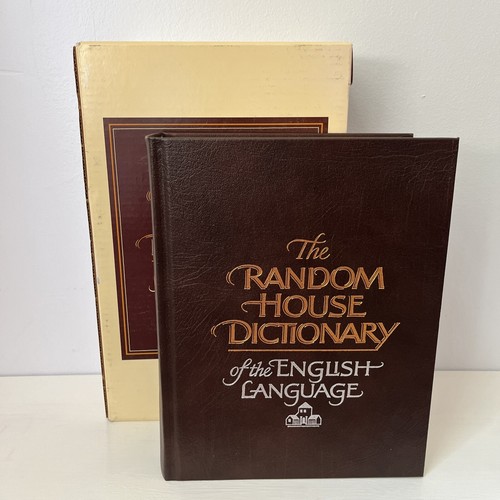 The
RANDOM
HOUSE
DICTIONARY
of the ENGLISH
LANGUAGE